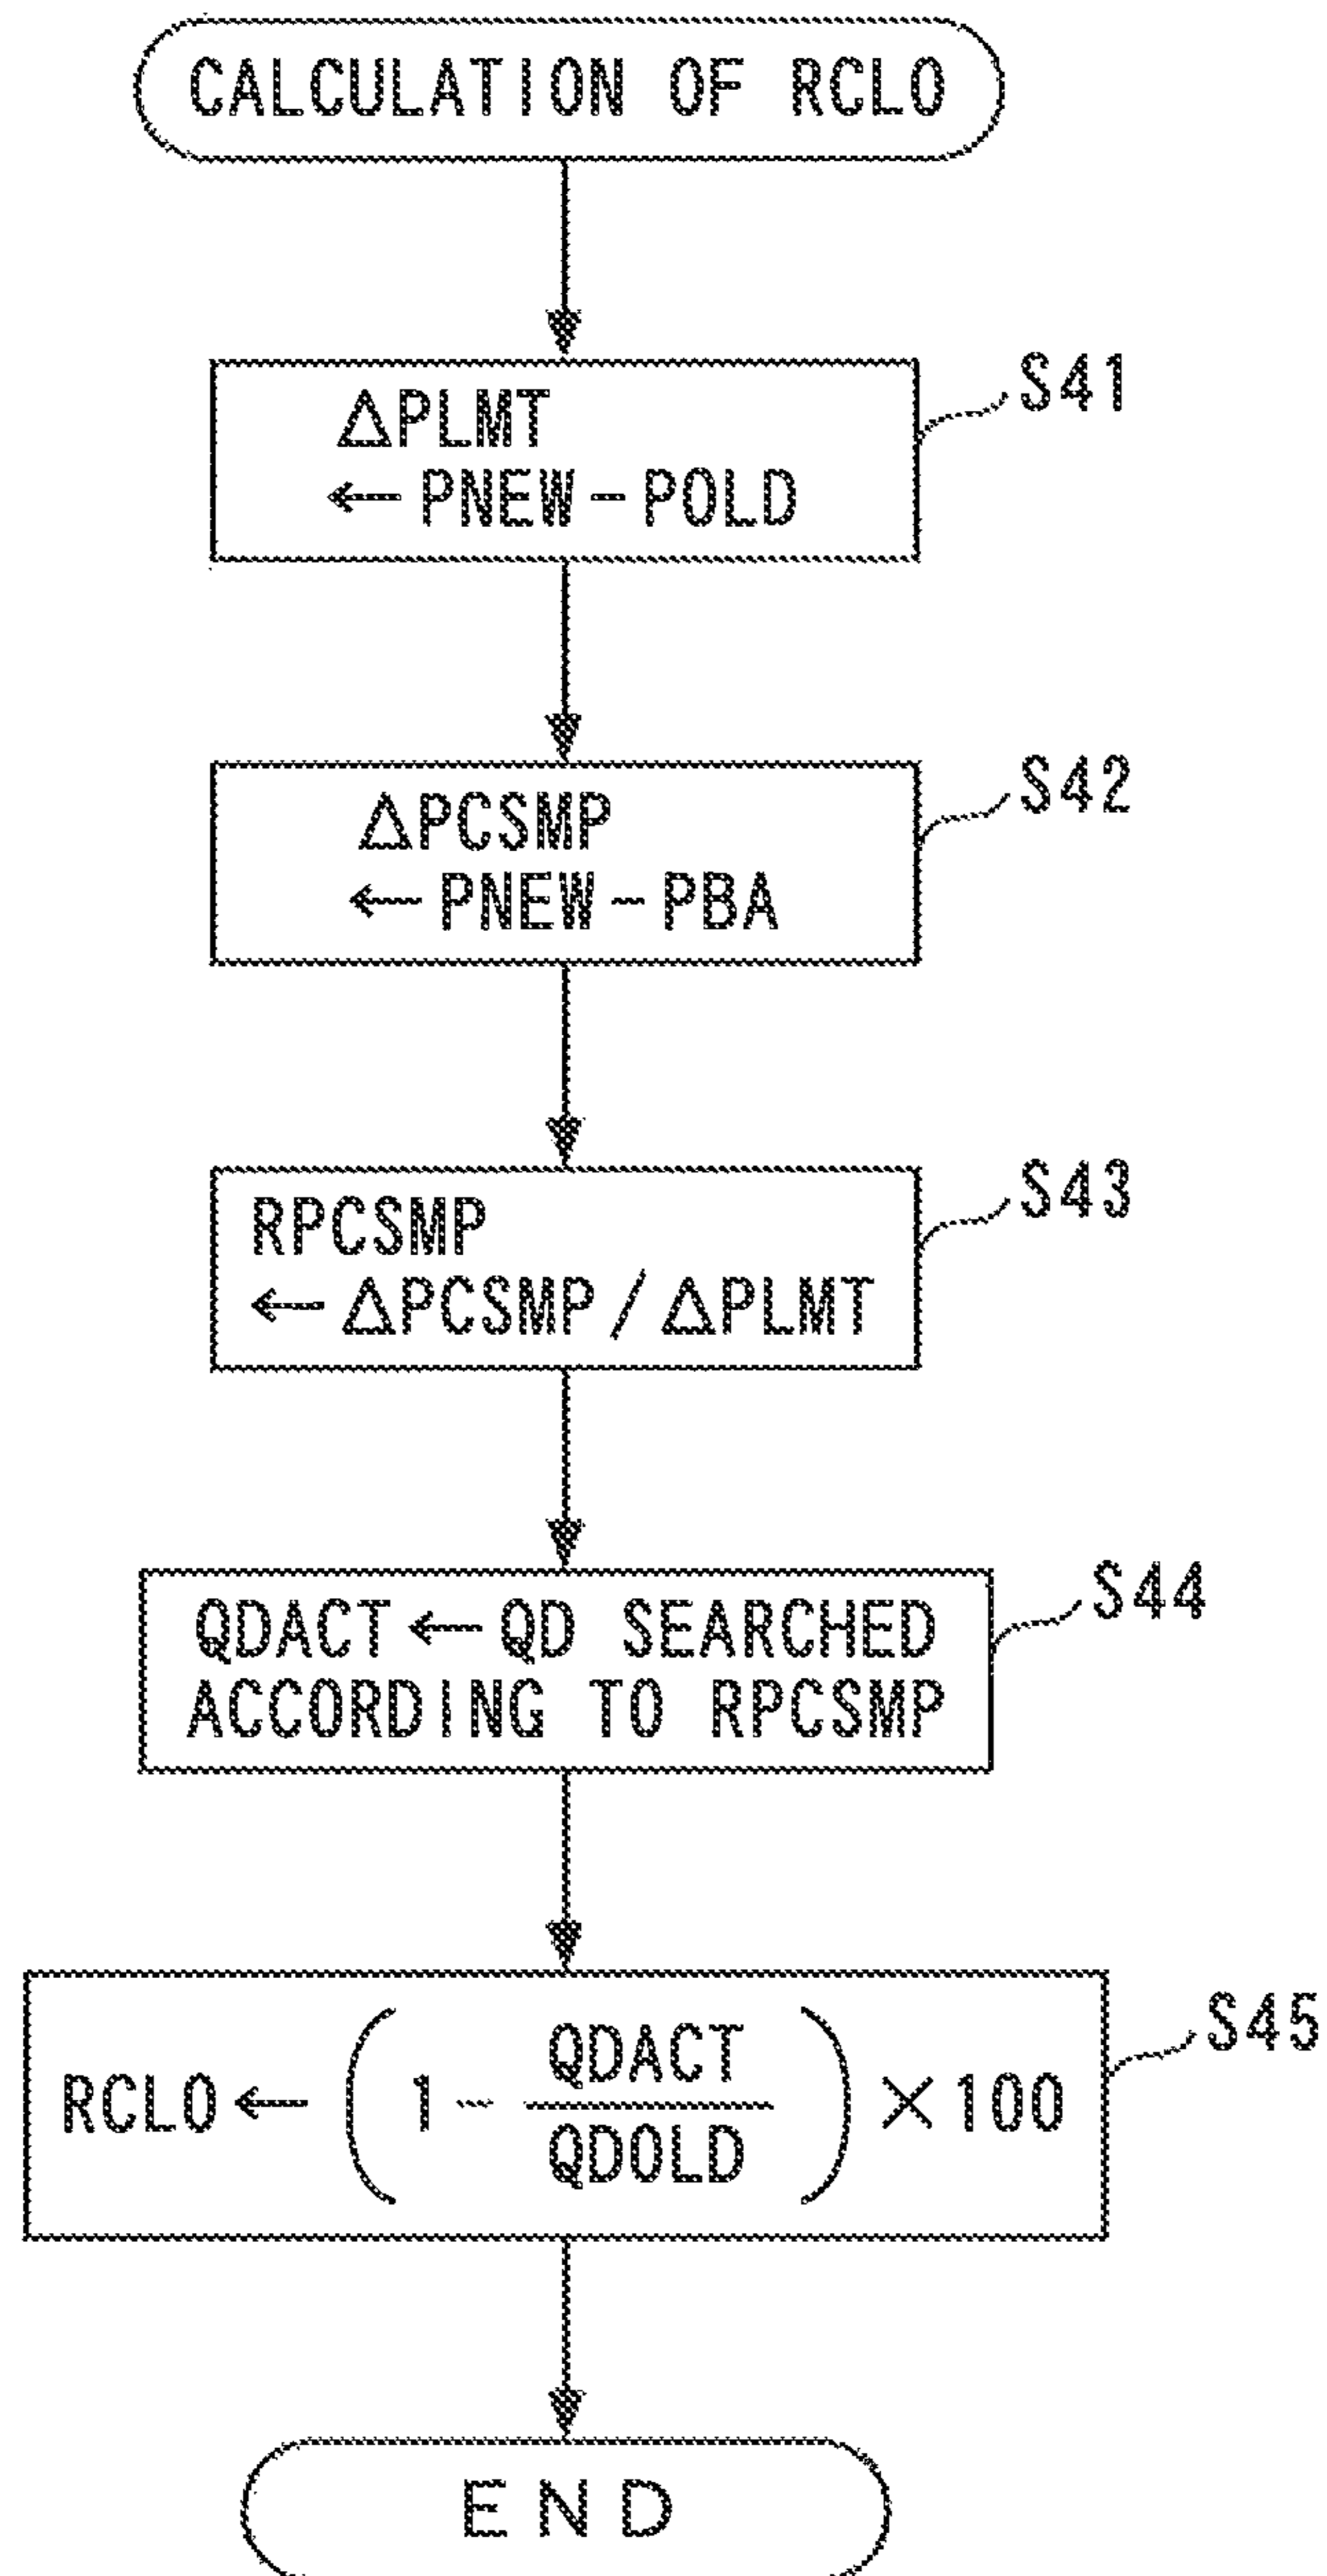 CALCULATION OF RCLO
S41
ΔPLMT
←PNEW-POLD
S42
ΔPCSMP
←PNEW-PBA
S43
RPCSMP
←ΔPCSMP/ΔPLMT
S44
QDACT←QD SEARCHED
ACCORDING TO RPCSMP
S45
RCLO←(1-QDACT/QDOLD)×100
END